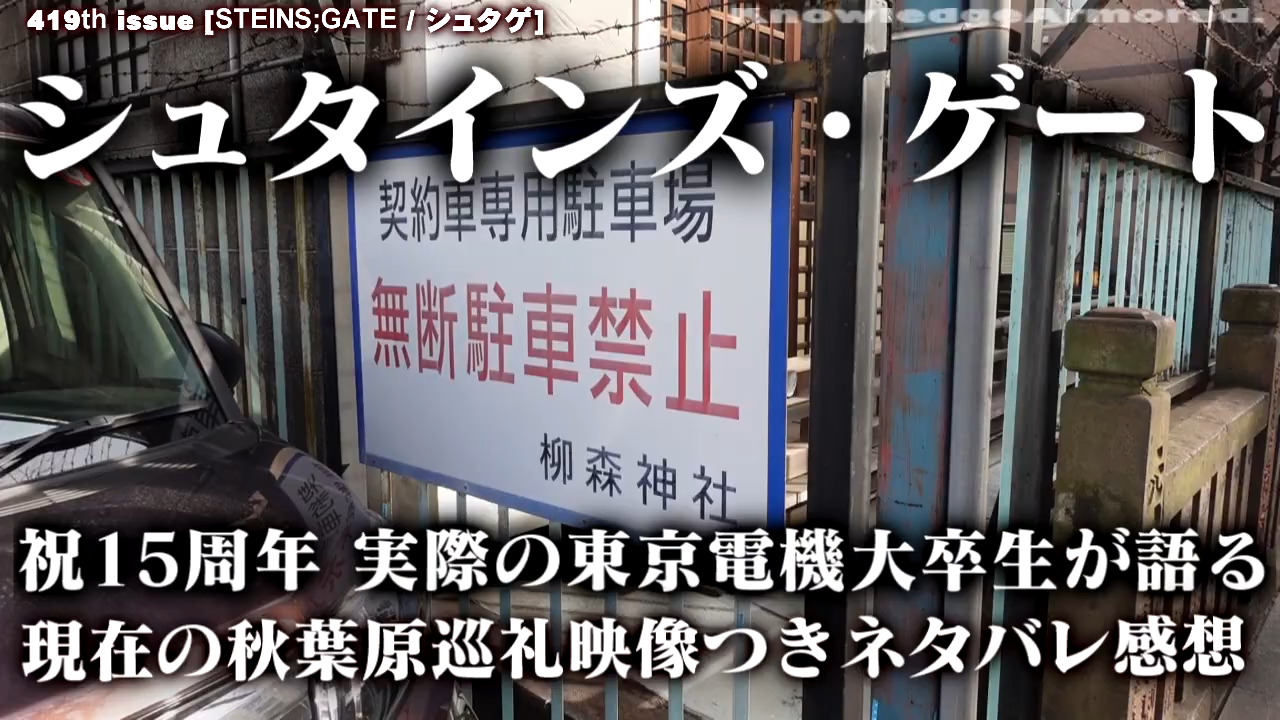 419th issue [STEINS;GATE / シュタゲ]
KnowledgeArmored.
シュタインズ・ゲート
契約車専用駐車場
無断駐車禁止
柳森神社
祝15周年 実際の東京電機大卒生が語る
現在の秋葉原巡礼映像つきネタバレ感想